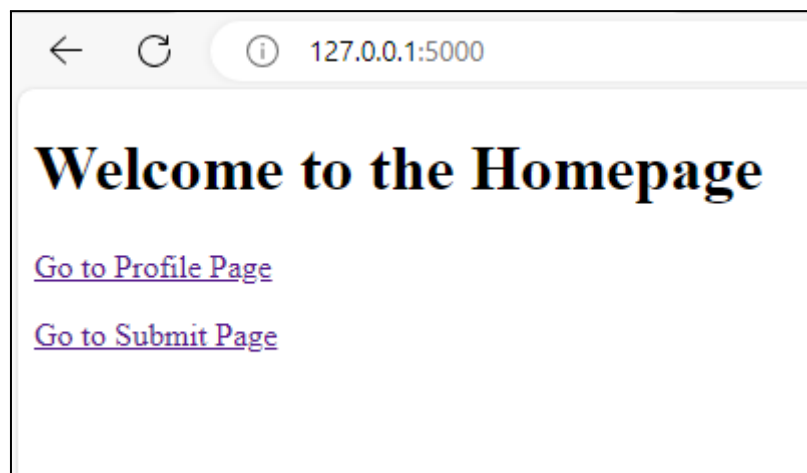 127.0.0.1:5000
Welcome to the Homepage
Go to Profile Page
Go to Submit Page